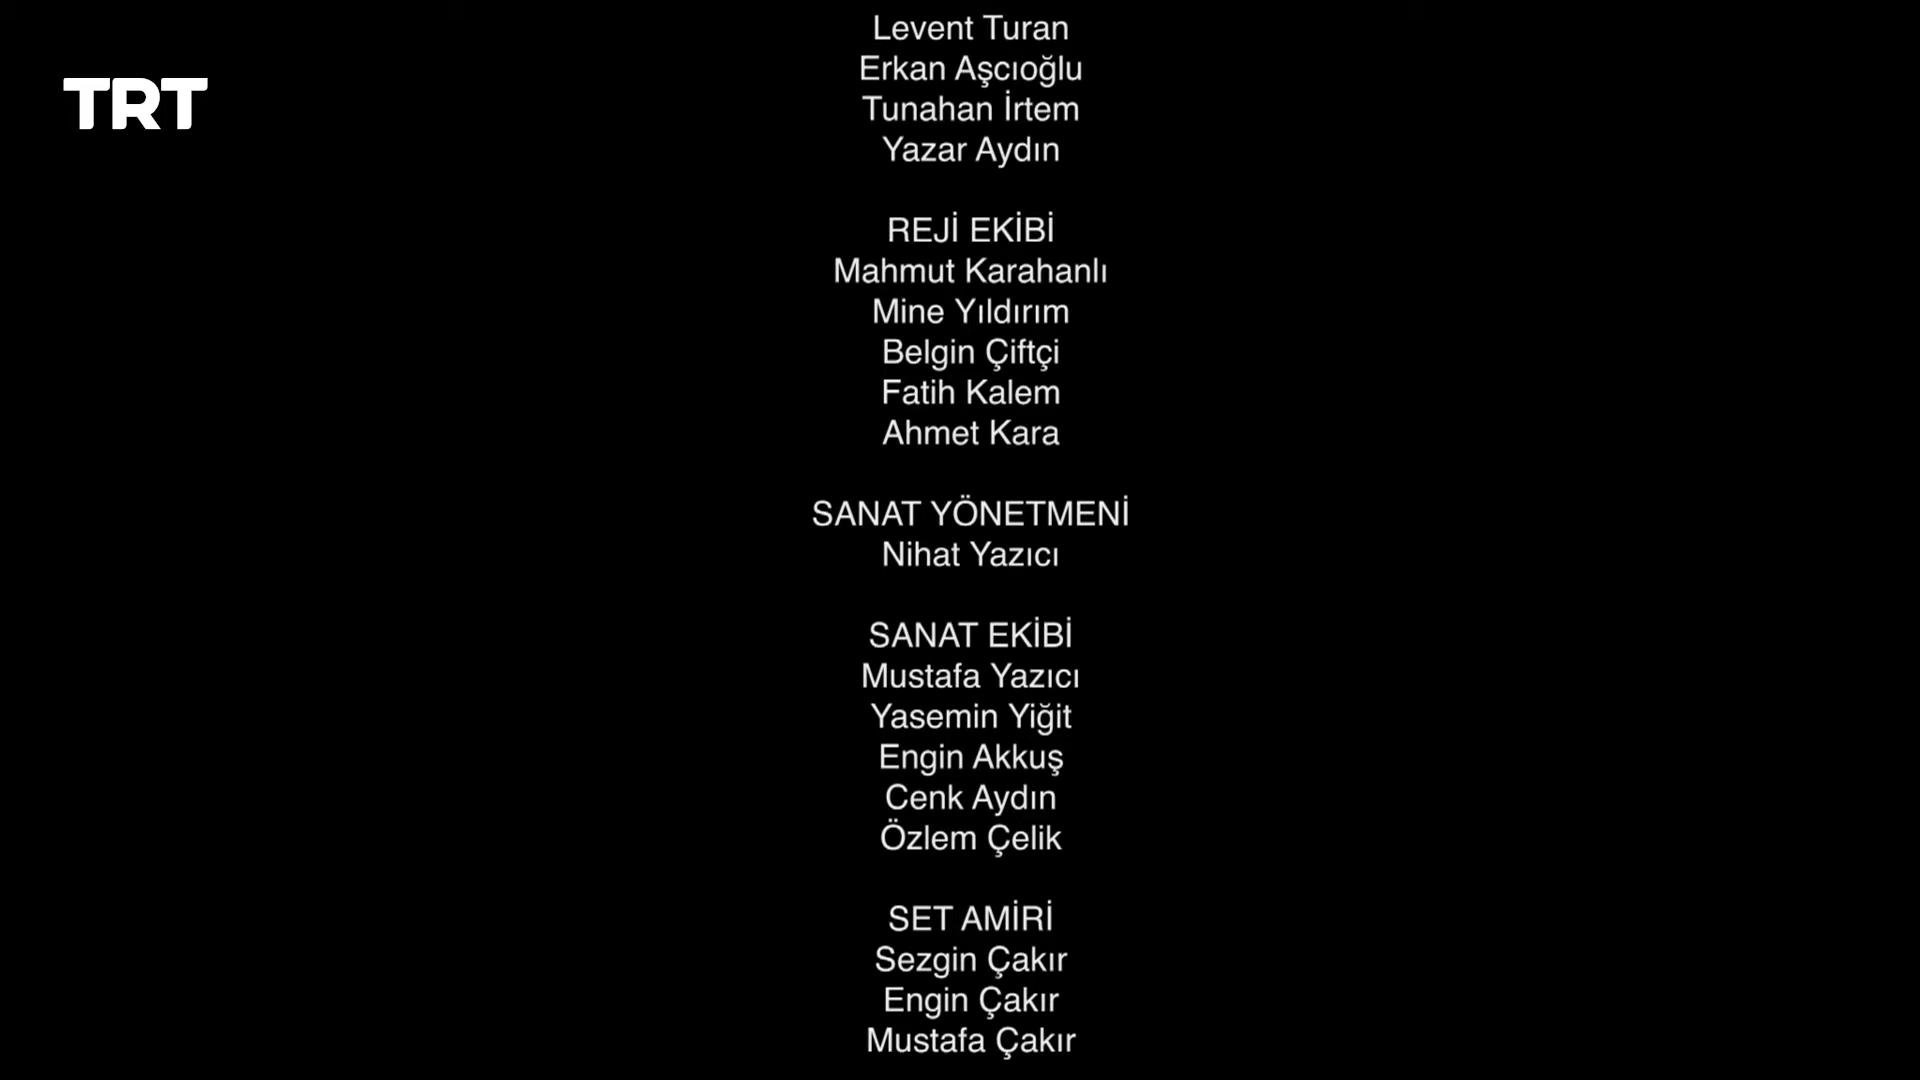 TRT
Levent Turan
Erkan Aşcıoğlu
Tunahan İrtem
Yazar Aydın
REJİ EKİBİ
Mahmut Karahanlı
Mine Yıldırım
Belgin Çiftçi
Fatih Kalem
Ahmet Kara
SANAT YÖNETMENİ
Nihat Yazıcı
SANAT EKİBİ
Mustafa Yazıcı
Yasemin Yiğit
Engin Akkuş
Cenk Aydın
Özlem Çelik
SET AMİRİ
Sezgin Çakır
Engin Çakır
Mustafa Çakır